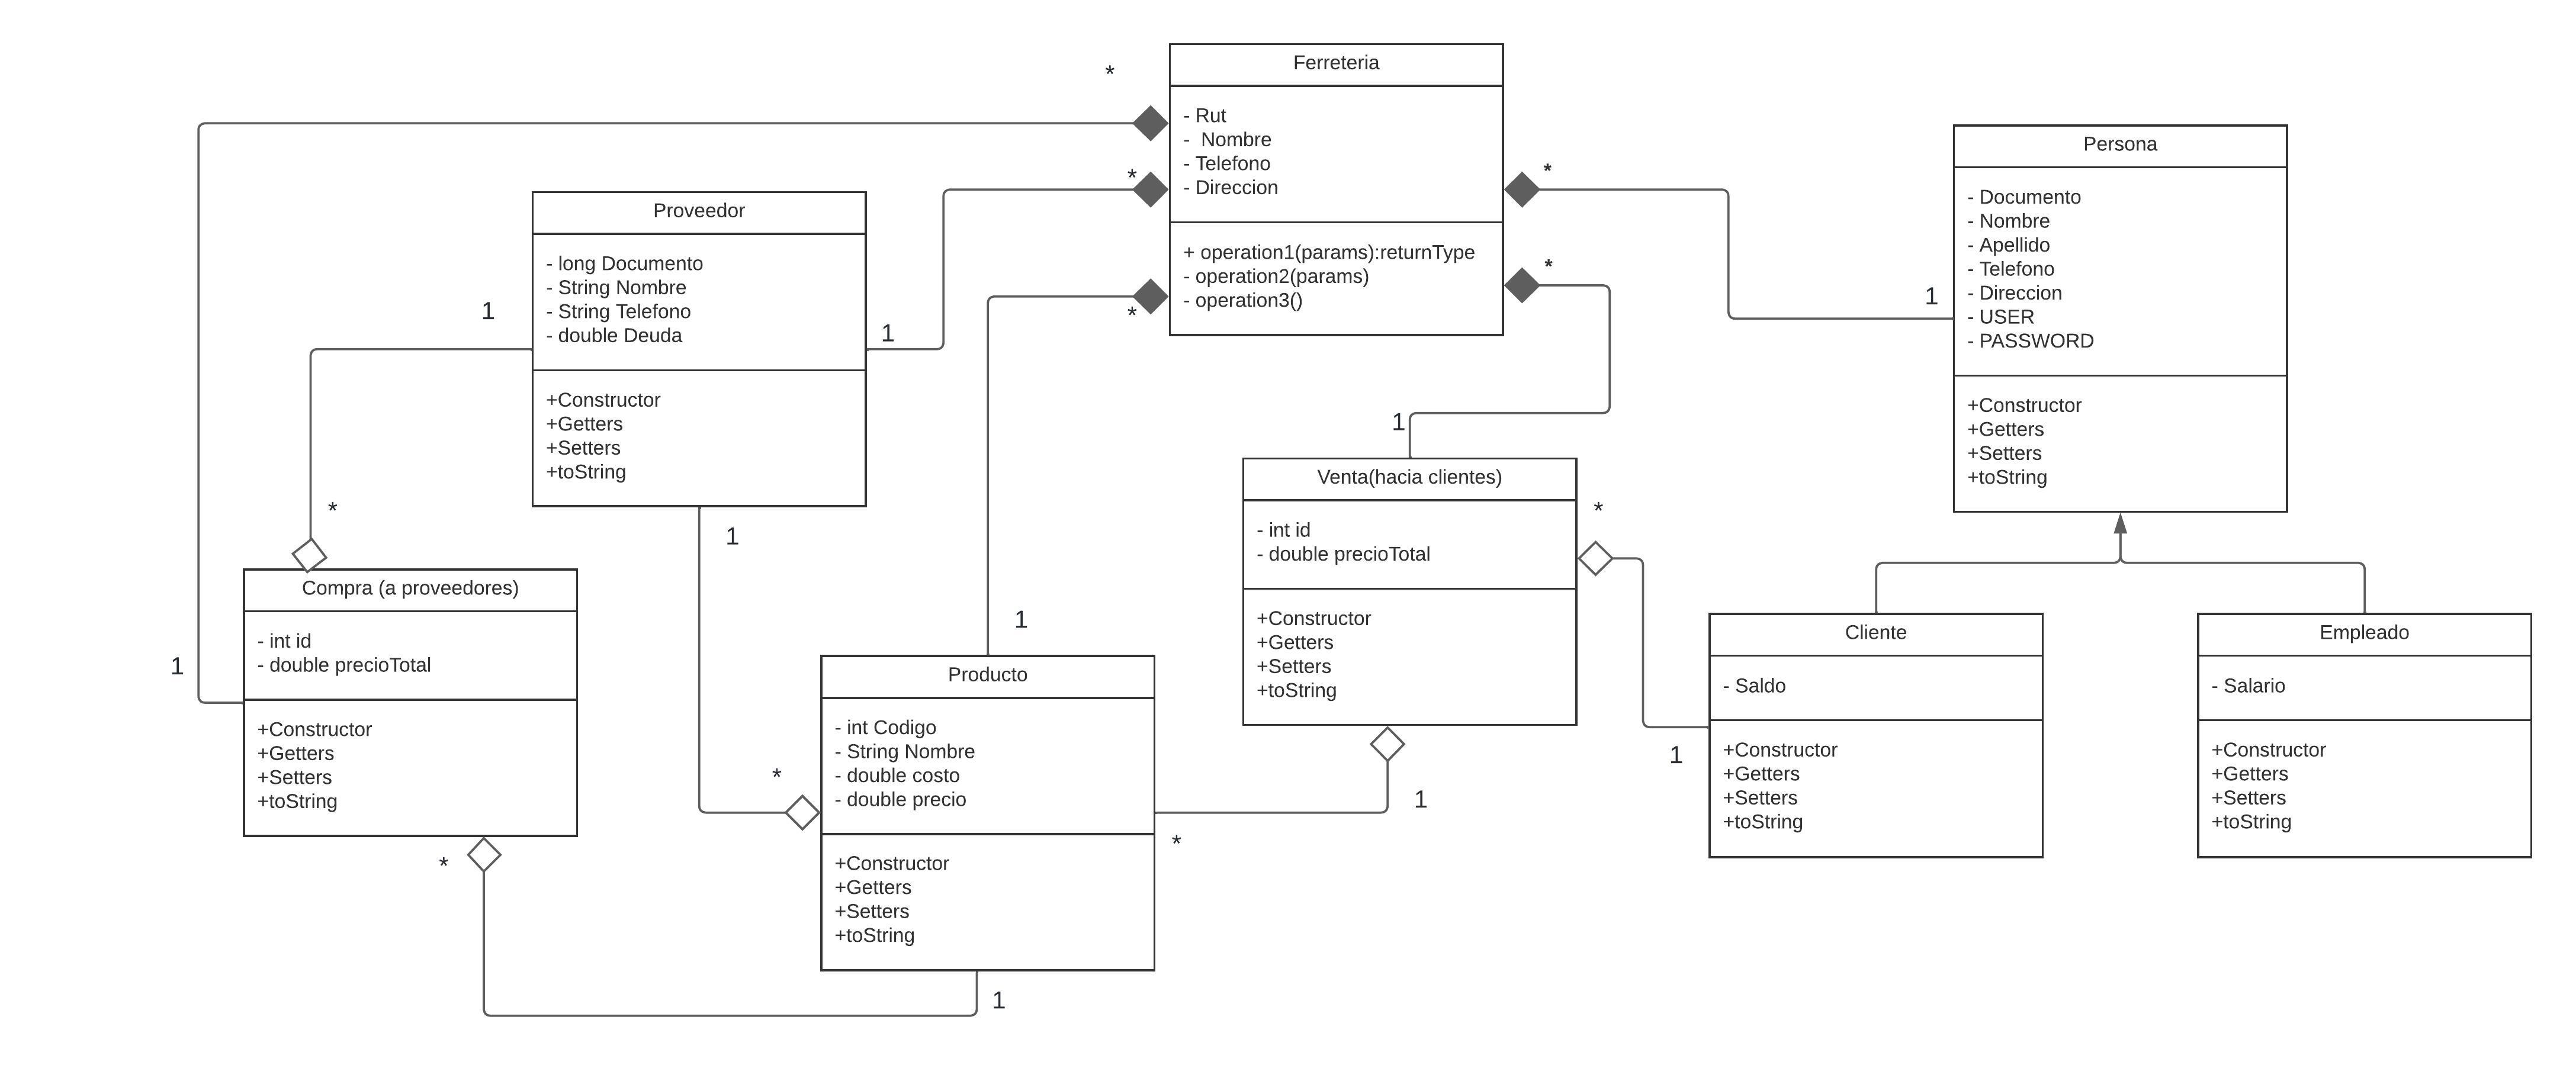 Ferreteria
- Rut
-  Nombre
- Telefono
- Direccion
+ operation1(params):returnType
- operation2(params)
- operation3()
*
*
*
*
*
Persona
- Documento
- Nombre
- Apellido
- Telefono
- Direccion
- USER
- PASSWORD
+Constructor
+Getters
+Setters
+toString
1
Proveedor
- long Documento
- String Nombre
- String Telefono
- double Deuda
+Constructor
+Getters
+Setters
+toString
1
1
1
*
Compra (a proveedores)
- int id
- double precioTotal
+Constructor
+Getters
+Setters
+toString
1
*
Producto
- int Codigo
- String Nombre
- double costo
- double precio
+Constructor
+Getters
+Setters
+toString
1
*
*
1
Venta(hacia clientes)
- int id
- double precioTotal
+Constructor
+Getters
+Setters
+toString
1
*
1
Cliente
- Saldo
+Constructor
+Getters
+Setters
+toString
1
Empleado
- Salario
+Constructor
+Getters
+Setters
+toString